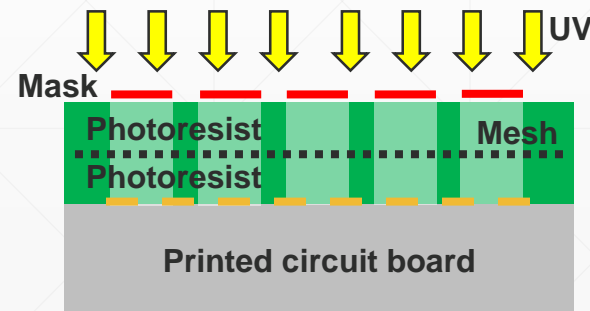 UV
Mask
Photoresist
Mesh
Photoresist
Printed circuit board